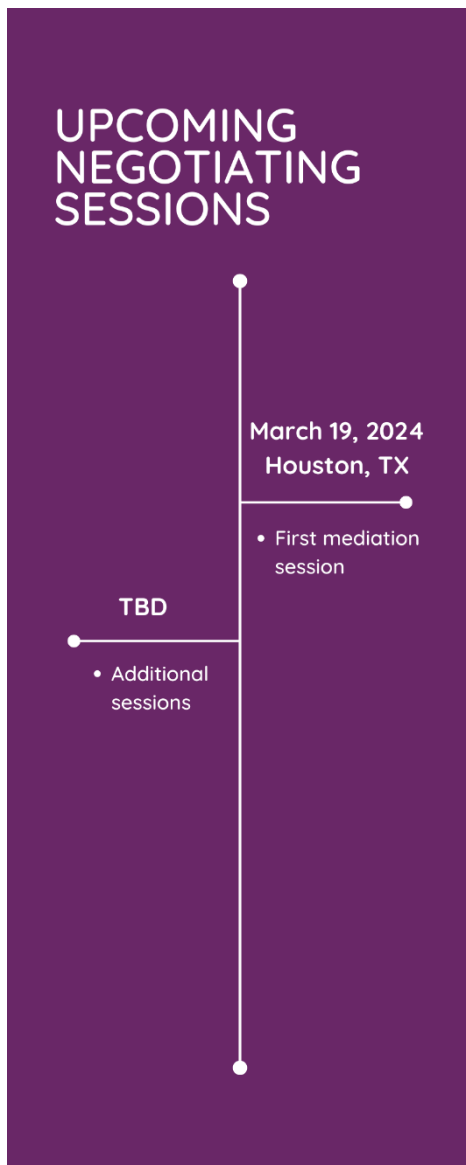 UPCOMING
NEGOTIATING
SESSIONS
March 19, 2024
Houston, TX
• First mediation
session
TBD
• Additional
sessions